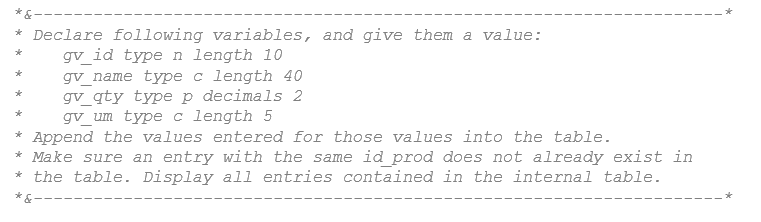 *&---------------------------------------------------------------------*
* Declare following variables, and give them a value:
*    gv_id type n length 10
*    gv_name type c length 40
*    gv_qty type p decimals 2
*    gv_um type c length 5
* Append the values entered for those values into the table.
* Make sure an entry with the same id_prod does not already exist in
* the table. Display all entries contained in the internal table.
*&---------------------------------------------------------------------*